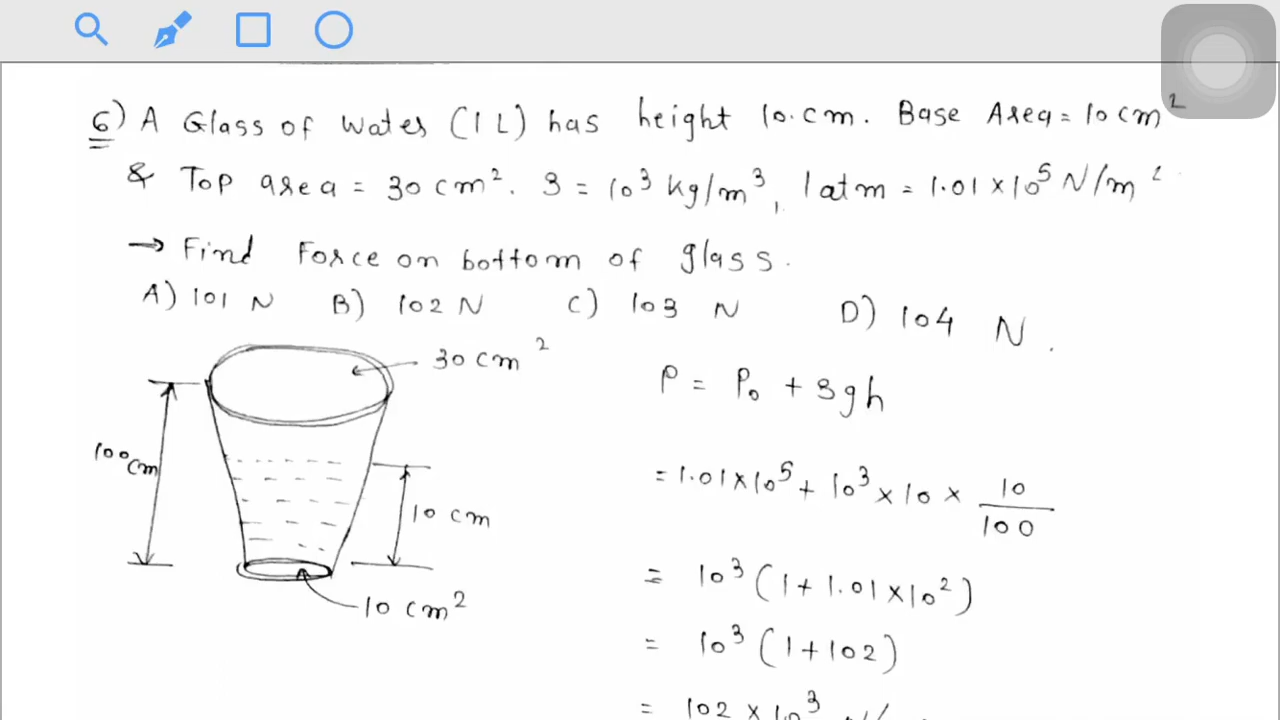 6) A Glass of water (1 L) has height 10.cm. Base Area = 10 cm²
& Top area = 30 cm². ρ = 10³ kg/m³, 1 atm = 1.01 × 10⁵ N/m²
→ Find Force on bottom of glass.
A) 101 N B) 102 N C) 103 N D) 104 N.
30 cm²
100 cm
10 cm
10 cm²
P = P₀ + ρgh
= 1.01 × 10⁵ + 10³ × 10 × 10/100
= 10³ (1 + 1.01 × 10²)
= 10³ (1 + 102)
= 102 × 10³ N/